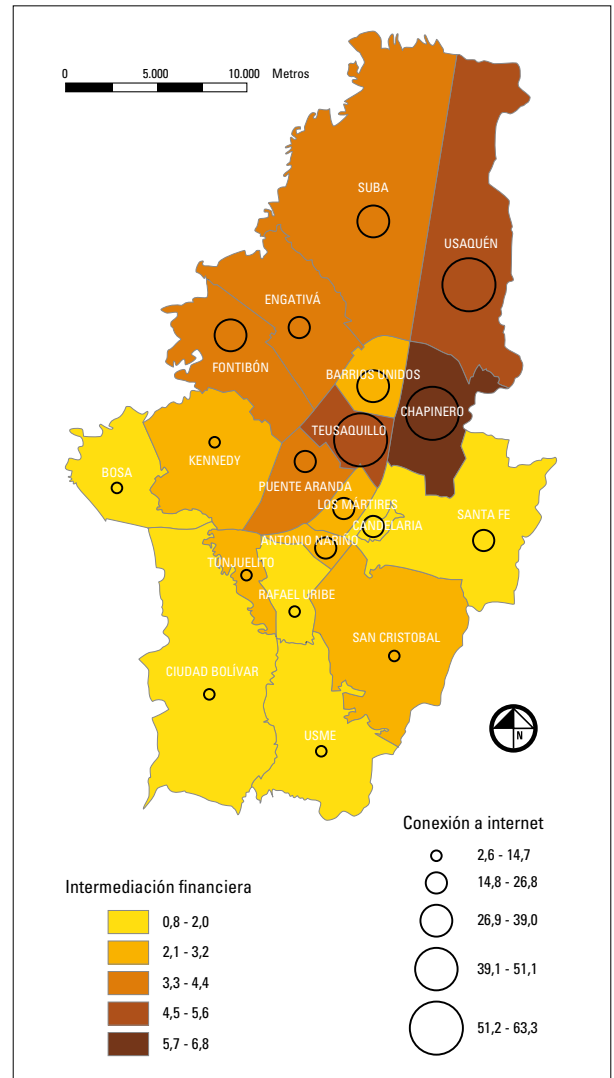 0 5.000 10.000 Metros
SUBA
USAQUÉN
ENGATIVÁ
FONTIBÓN
BARRIOS UNIDOS
CHAPINERO
TEUSAQUILLO
KENNEDY
BOSA
PUENTE ARANDA
LOS MÁRTIRES
SANTA FE
CANDELARIA
ANTONIO NARIÑO
TUNJUELITO
RAFAEL URIBE
SAN CRISTOBAL
CIUDAD BOLÍVAR
USME
N
Conexión a internet
2,6 - 14,7
14,8 - 26,8
26,9 - 39,0
39,1 - 51,1
51,2 - 63,3
Intermediación financiera
0,8 - 2,0
2,1 - 3,2
3,3 - 4,4
4,5 - 5,6
5,7 - 6,8